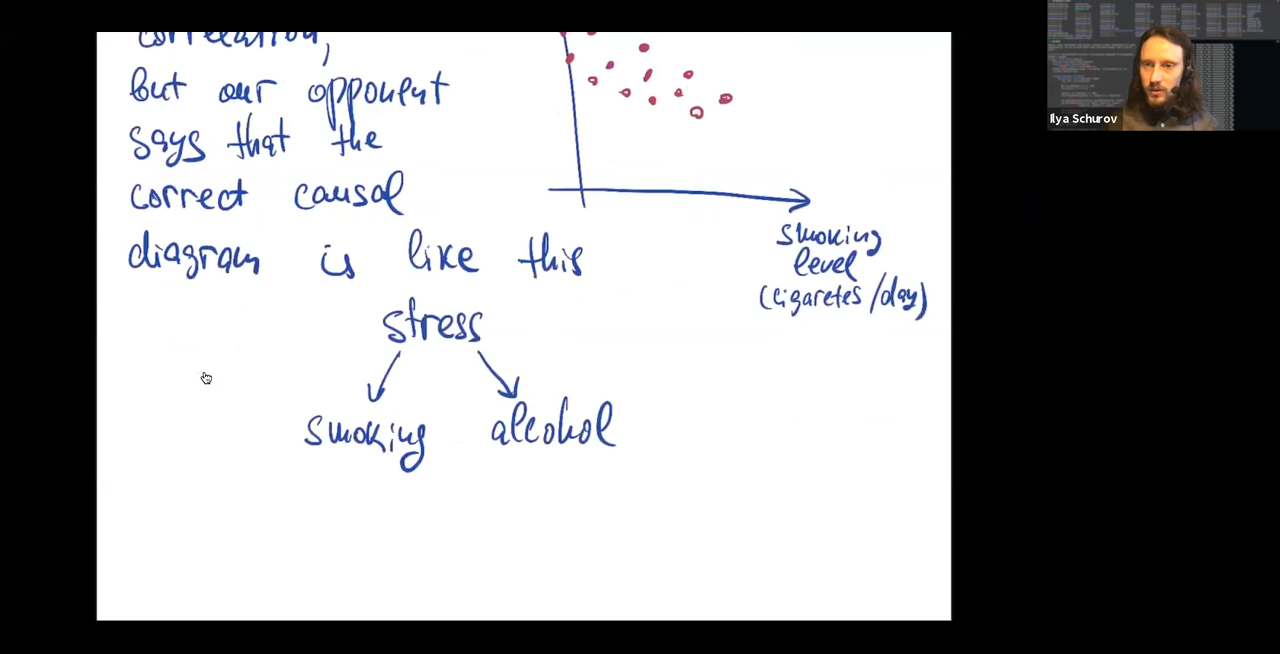 correlation,
but our opponent
says that the
correct causal
diagram is like this
stress
smoking alcohol
smoking
level
(cigaretes/day)
Ilya Schurov